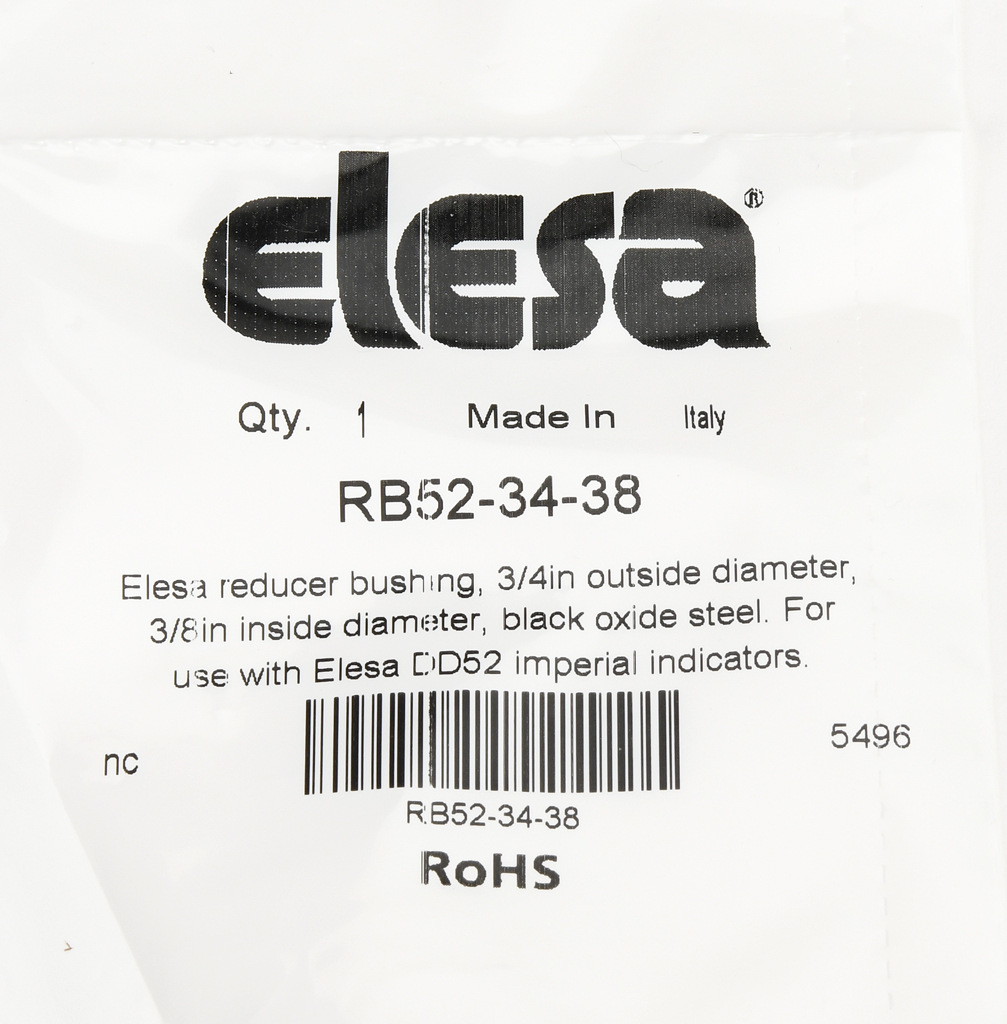 elesa®
Qty. 1 Made In Italy
RB52-34-38
Elesa reducer bushing, 3/4in outside diameter,
3/8in inside diameter, black oxide steel. For
use with Elesa DD52 imperial indicators.
nc 5496
RB52-34-38
RoHS